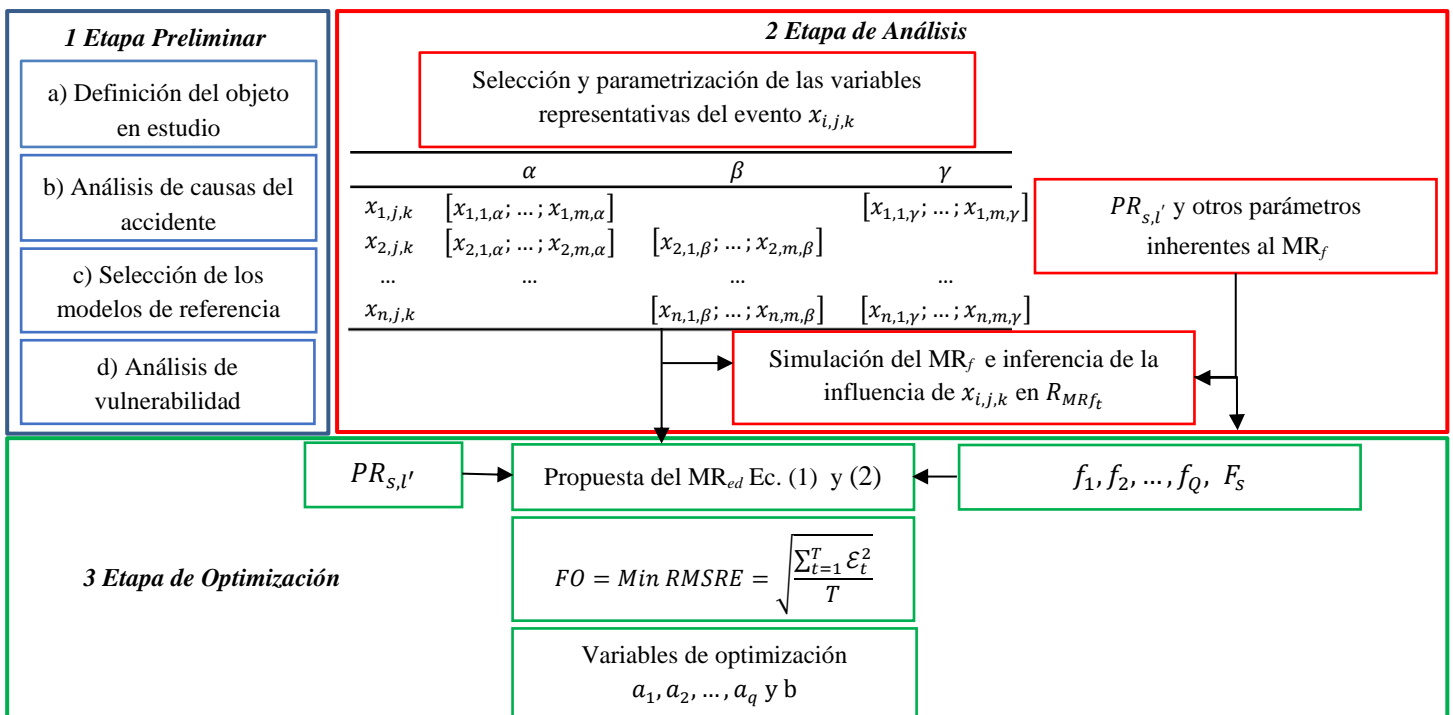 1 Etapa Preliminar
a) Definición del objeto
en estudio
b) Análisis de causas del
accidente
c) Selección de los
modelos de referencia
d) Análisis de
vulnerabilidad
2 Etapa de Análisis
Selección y parametrización de las variables
representativas del evento x_{i,j,k}
α β γ
x_{1,j,k} [x_{1,1,α}; … ; x_{1,m,α}] [x_{1,1,γ}; … ; x_{1,m,γ}]
x_{2,j,k} [x_{2,1,α}; … ; x_{2,m,α}] [x_{2,1,β}; … ; x_{2,m,β}]
... ... ... ...
x_{n,j,k} [x_{n,1,β}; … ; x_{n,m,β}] [x_{n,1,γ}; … ; x_{n,m,γ}]
PR_{s,l′} y otros parámetros
inherentes al MR_f
Simulación del MR_f e inferencia de la
influencia de x_{i,j,k} en R_{MRf_t}
PR_{s,l′}
Propuesta del MR_{ed} Ec. (1) y (2)
f_1, f_2, … , f_Q, F_s
3 Etapa de Optimización
FO = Min RMSRE = √(∑_{t=1}^{T} ℰ_t^2 / T)
Variables de optimización
a_1, a_2, … , a_q y b